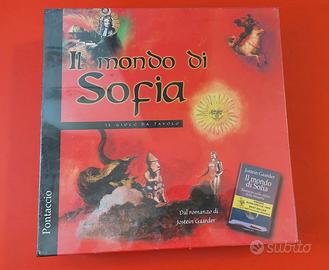 Il mondo di
Sofia
IL GIOCO DA TAVOLO
Pontaccio
Dal romanzo di
Jostein Gaarder
Jostein Gaarder
Il mondo
di Sofia
subito